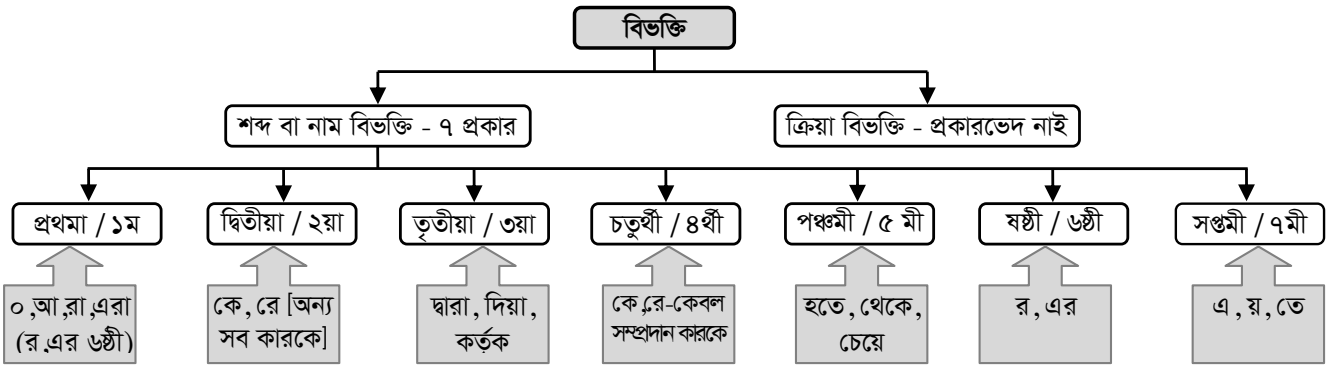 বিভক্তি
শব্দ বা নাম বিভক্তি - ৭ প্রকার
ক্রিয়া বিভক্তি - প্রকারভেদ নাই
প্রথমা / ১ম
দ্বিতীয়া / ২য়া
তৃতীয়া / ৩য়া
চতুর্থী / ৪র্থী
পঞ্চমী / ৫ মী
ষষ্ঠী / ৬ষ্ঠী
সপ্তমী / ৭মী
০,আ,রা,এরা
(র,এর ৬ষ্ঠী)
কে, রে [অন্য
সব কারকে]
দ্বারা, দিয়া,
কর্তৃক
কে,রে-কেবল
সম্প্রদান কারকে
হতে, থেকে,
চেয়ে
র, এর
এ, য়, তে